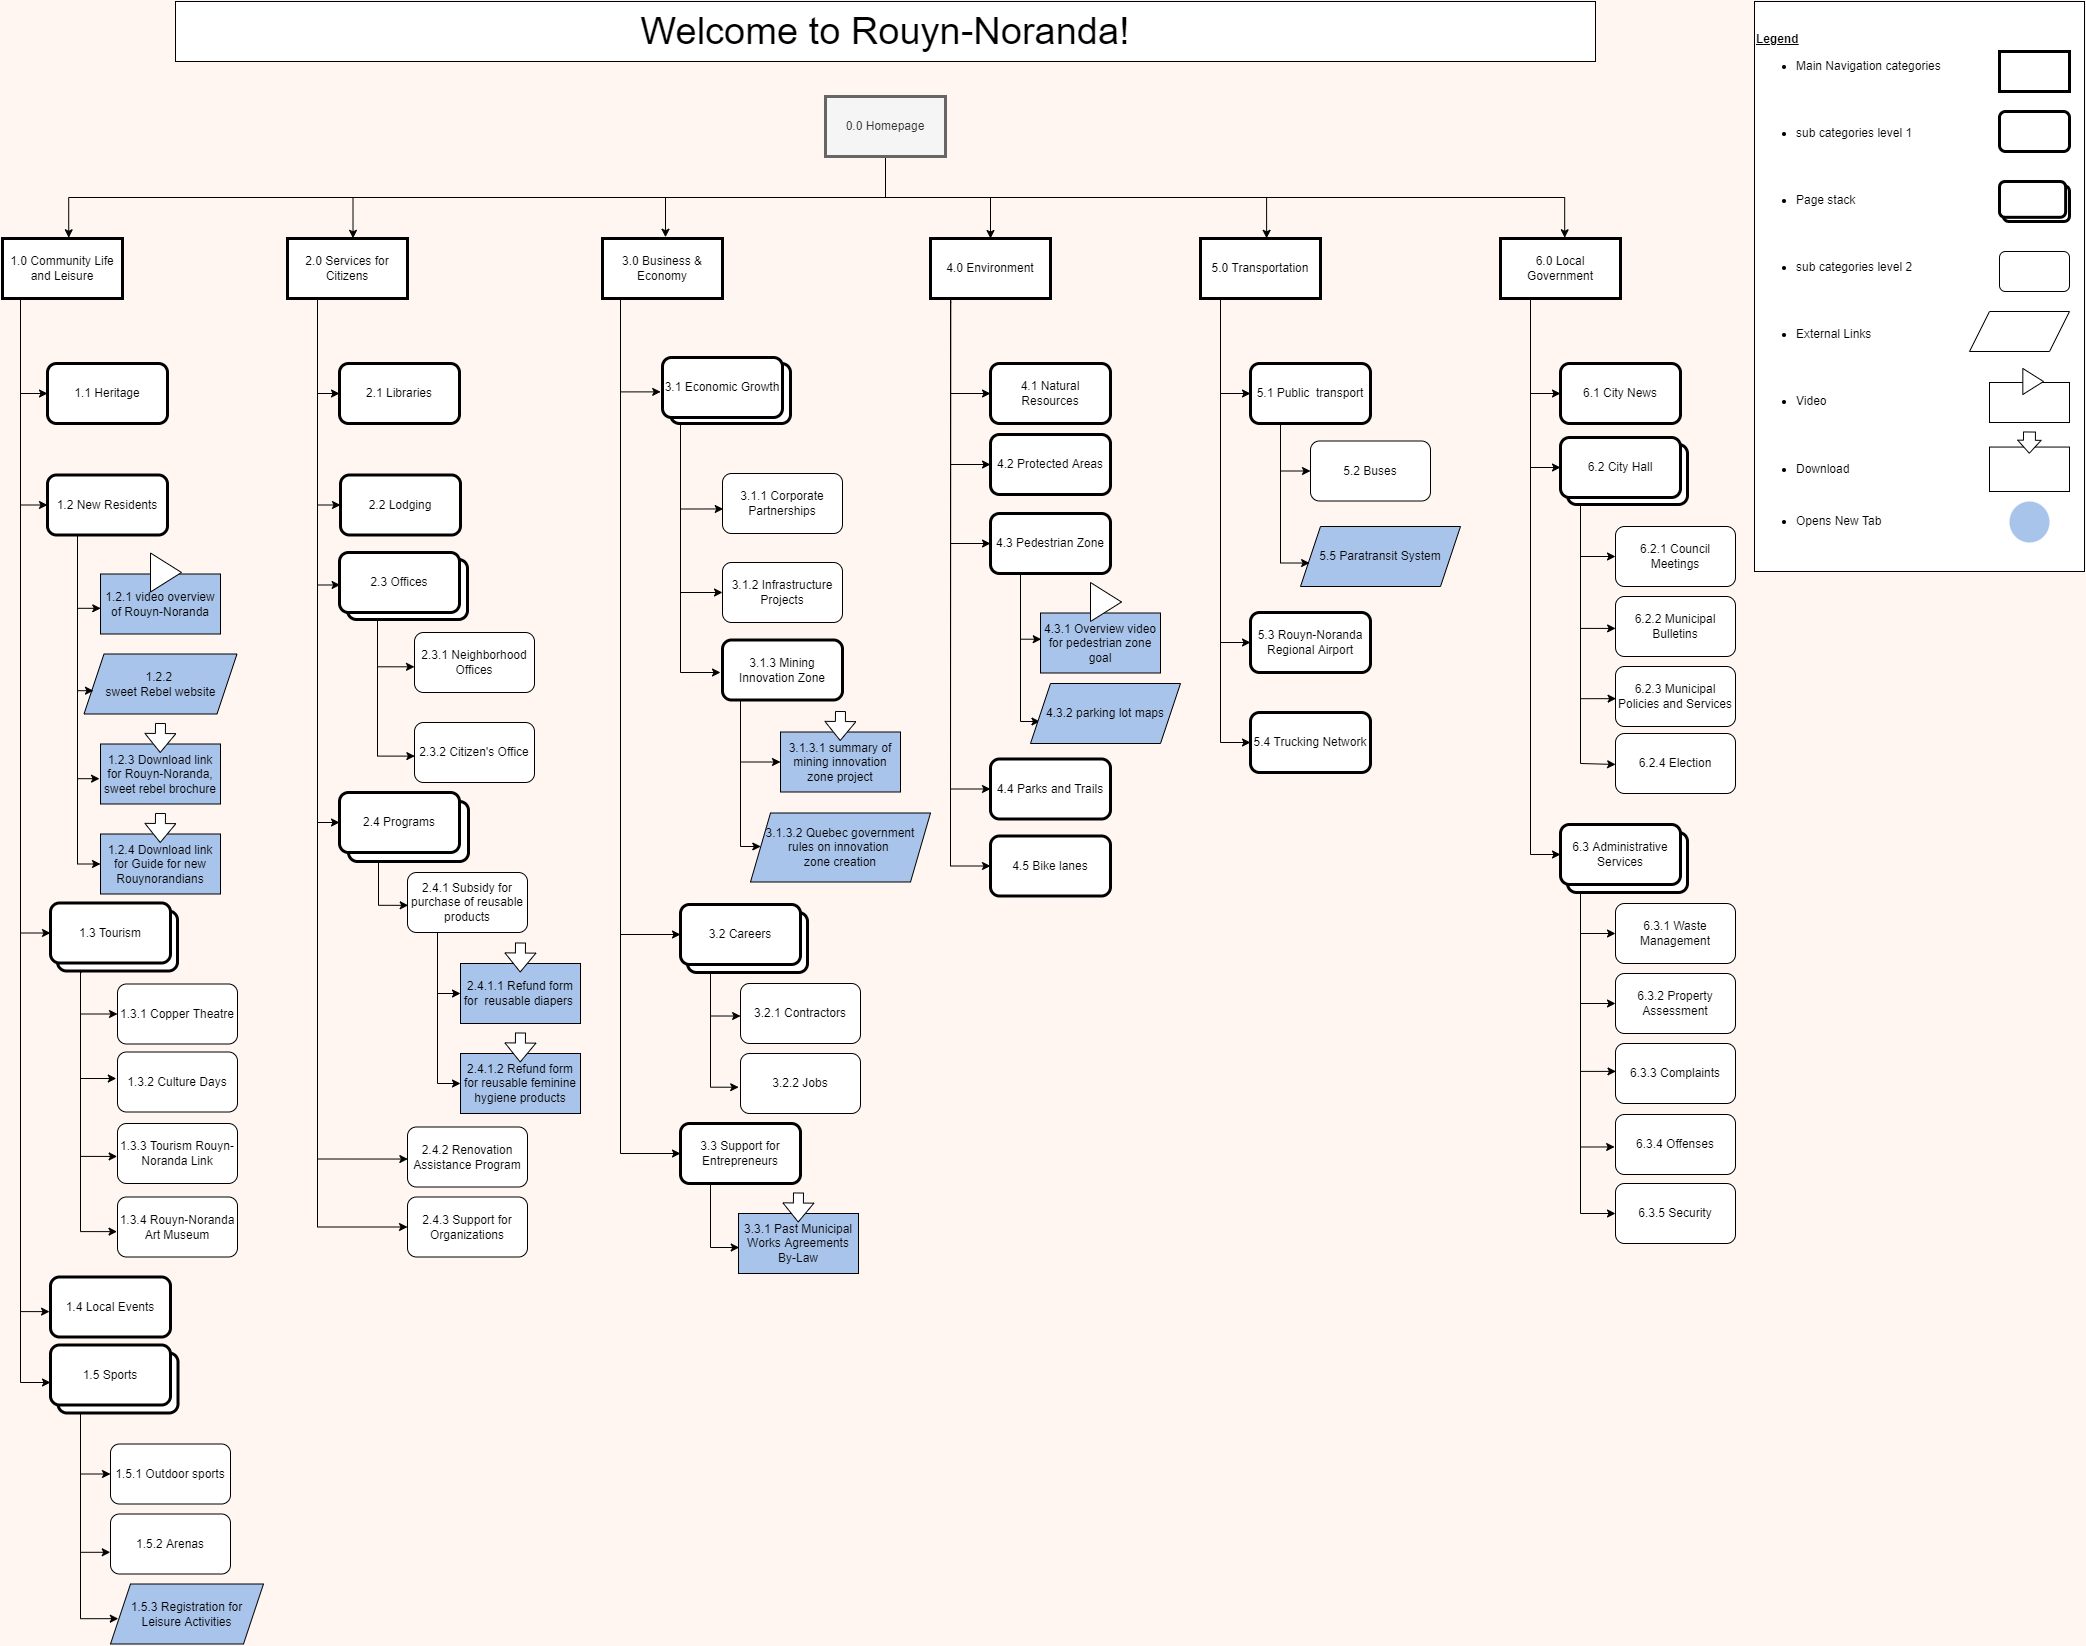 Welcome to Rouyn-Noranda!
0.0 Homepage
1.0 Community Life
and Leisure
1.1 Heritage
1.2 New Residents
1.2.1 video overview
of Rouyn-Noranda
1.2.2
sweet Rebel website
1.2.3 Download link
for Rouyn-Noranda,
sweet rebel brochure
1.2.4 Download link
for Guide for new
Rouynorandians
1.3 Tourism
1.3.1 Copper Theatre
1.3.2 Culture Days
1.3.3 Tourism Rouyn-
Noranda Link
1.3.4 Rouyn-Noranda
Art Museum
1.4 Local Events
1.5 Sports
1.5.1 Outdoor sports
1.5.2 Arenas
1.5.3 Registration for
Leisure Activities
2.0 Services for
Citizens
2.1 Libraries
2.2 Lodging
2.3 Offices
2.3.1 Neighborhood
Offices
2.3.2 Citizen's Office
2.4 Programs
2.4.1 Subsidy for
purchase of reusable
products
2.4.1.1 Refund form
for reusable diapers
2.4.1.2 Refund form
for reusable feminine
hygiene products
2.4.2 Renovation
Assistance Program
2.4.3 Support for
Organizations
3.0 Business &
Economy
3.1 Economic Growth
3.1.1 Corporate
Partnerships
3.1.2 Infrastructure
Projects
3.1.3 Mining
Innovation Zone
3.1.3.1 summary of
mining innovation
zone project
3.1.3.2 Quebec government
rules on innovation
zone creation
3.2 Careers
3.2.1 Contractors
3.2.2 Jobs
3.3 Support for
Entrepreneurs
3.3.1 Past Municipal
Works Agreements
By-Law
4.0 Environment
4.1 Natural
Resources
4.2 Protected Areas
4.3 Pedestrian Zone
4.3.1 Overview video
for pedestrian zone
goal
4.3.2 parking lot maps
4.4 Parks and Trails
4.5 Bike lanes
5.0 Transportation
5.1 Public transport
5.2 Buses
5.5 Paratransit System
5.3 Rouyn-Noranda
Regional Airport
5.4 Trucking Network
6.0 Local
Government
6.1 City News
6.2 City Hall
6.2.1 Council
Meetings
6.2.2 Municipal
Bulletins
6.2.3 Municipal
Policies and Services
6.2.4 Election
6.3 Administrative
Services
6.3.1 Waste
Management
6.3.2 Property
Assessment
6.3.3 Complaints
6.3.4 Offenses
6.3.5 Security
Legend
• Main Navigation categories
• sub categories level 1
• Page stack
• sub categories level 2
• External Links
• Video
• Download
• Opens New Tab